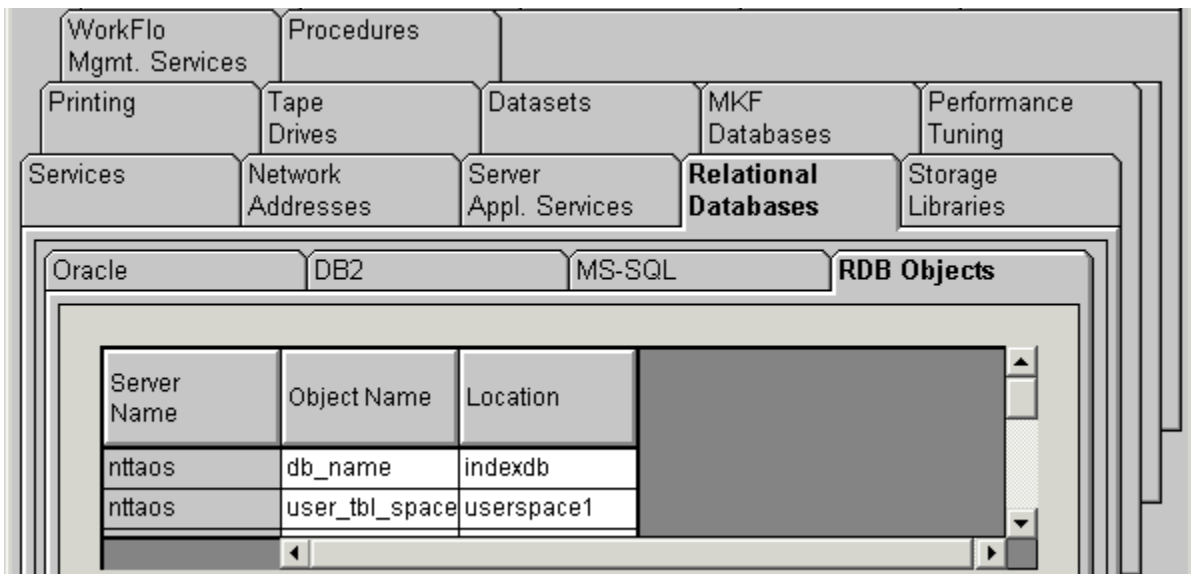 WorkFlo Procedures
Mgmt. Services
Printing Tape Datasets MKF Performance
Drives Databases Tuning
Services Network Server Relational Storage
Addresses Appl. Services Databases Libraries
Oracle DB2 MS-SQL RDB Objects
Server
Name Object Name Location
nttaos db_name indexdb
nttaos user_tbl_space userspace1